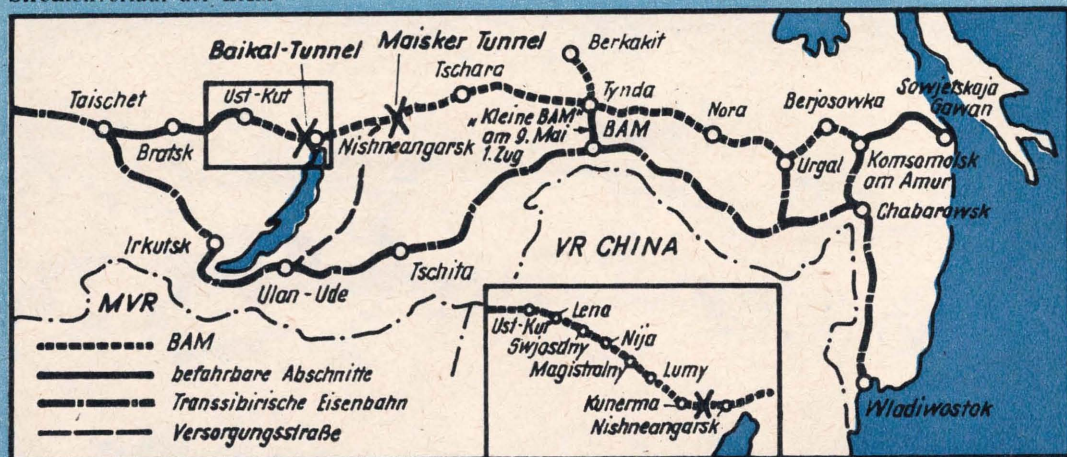 Baikal-Tunnel
Maisker Tunnel
Berkakit
Taischet
Ust-Kut
Tschara
Tynda
Nora
Berjosowka
Sowjetskaja
Gawan
Bratsk
Nishneangarsk
„Kleine BAM"
am 9. Mai
1. Zug
BAM
Urgal
Komsomolsk
am Amur
Chabarowsk
Irkutsk
Ulan-Ude
Tschita
VR CHINA
MVR
Wladiwostok
Ust-Kut
Lena
Swjosdny
Nija
Magistralny
Lumy
Kunerma
Nishneangarsk
BAM
befahrbare Abschnitte
Transsibirische Eisenbahn
Versorgungsstraße